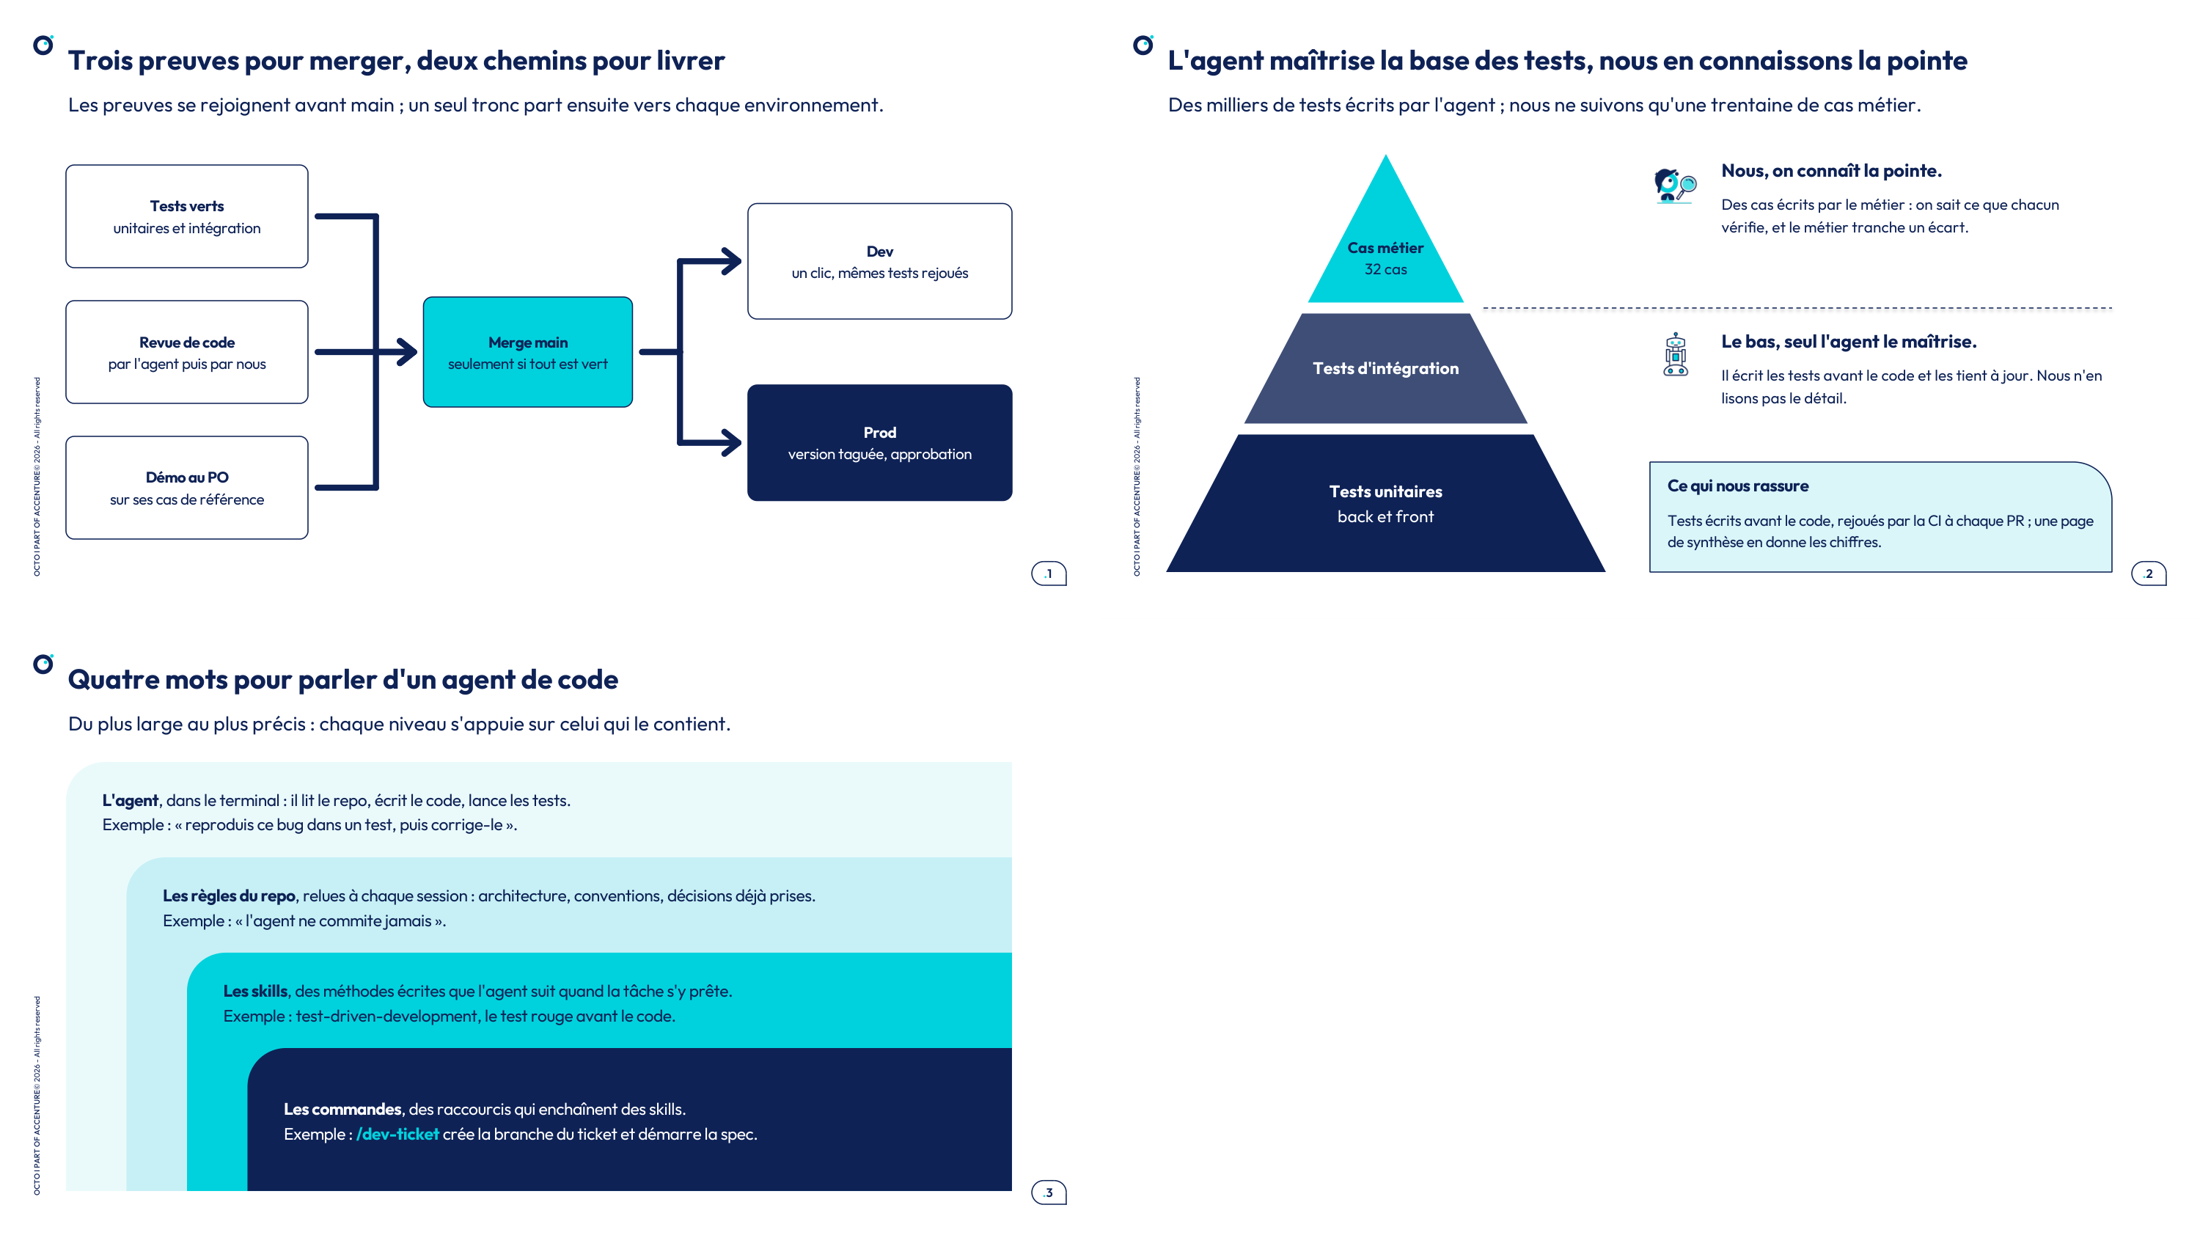 Trois preuves pour merger, deux chemins pour livrer
Les preuves se rejoignent avant main ; un seul tronc part ensuite vers chaque environnement.
Tests verts
unitaires et intégration
Revue de code
par l'agent puis par nous
Démo au PO
sur ses cas de référence
Merge main
seulement si tout est vert
Dev
un clic, mêmes tests rejoués
Prod
version taguée, approbation
OCTO I PART OF ACCENTURE© 2026 - All rights reserved
.1
L'agent maîtrise la base des tests, nous en connaissons la pointe
Des milliers de tests écrits par l'agent ; nous ne suivons qu'une trentaine de cas métier.
Cas métier
32 cas
Tests d'intégration
Tests unitaires
back et front
Nous, on connaît la pointe.
Des cas écrits par le métier : on sait ce que chacun
vérifie, et le métier tranche un écart.
Le bas, seul l'agent le maîtrise.
Il écrit les tests avant le code et les tient à jour. Nous n'en
lisons pas le détail.
Ce qui nous rassure
Tests écrits avant le code, rejoués par la CI à chaque PR ; une page
de synthèse en donne les chiffres.
OCTO I PART OF ACCENTURE© 2026 - All rights reserved
.2
Quatre mots pour parler d'un agent de code
Du plus large au plus précis : chaque niveau s'appuie sur celui qui le contient.
L'agent, dans le terminal : il lit le repo, écrit le code, lance les tests.
Exemple : « reproduis ce bug dans un test, puis corrige-le ».
Les règles du repo, relues à chaque session : architecture, conventions, décisions déjà prises.
Exemple : « l'agent ne commite jamais ».
Les skills, des méthodes écrites que l'agent suit quand la tâche s'y prête.
Exemple : test-driven-development, le test rouge avant le code.
Les commandes, des raccourcis qui enchaînent des skills.
Exemple : /dev-ticket crée la branche du ticket et démarre la spec.
OCTO I PART OF ACCENTURE© 2026 - All rights reserved
.3